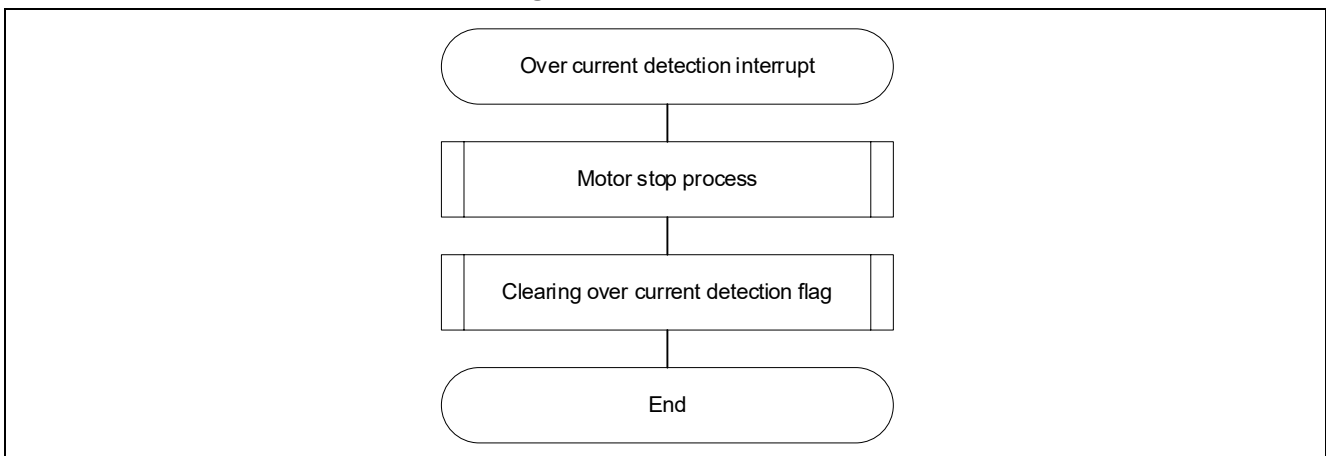 Over current detection interrupt
Motor stop process
Clearing over current detection flag
End